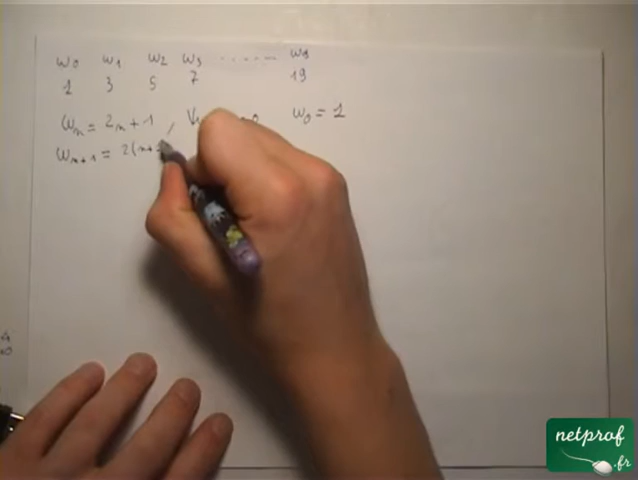 w₀ w₁ w₂ w₃ ------- w₉
1 3 5 7 19
wₙ = 2n + 1 w₀ = 1
wₙ₊₁ = 2(n+
netprof
.fr